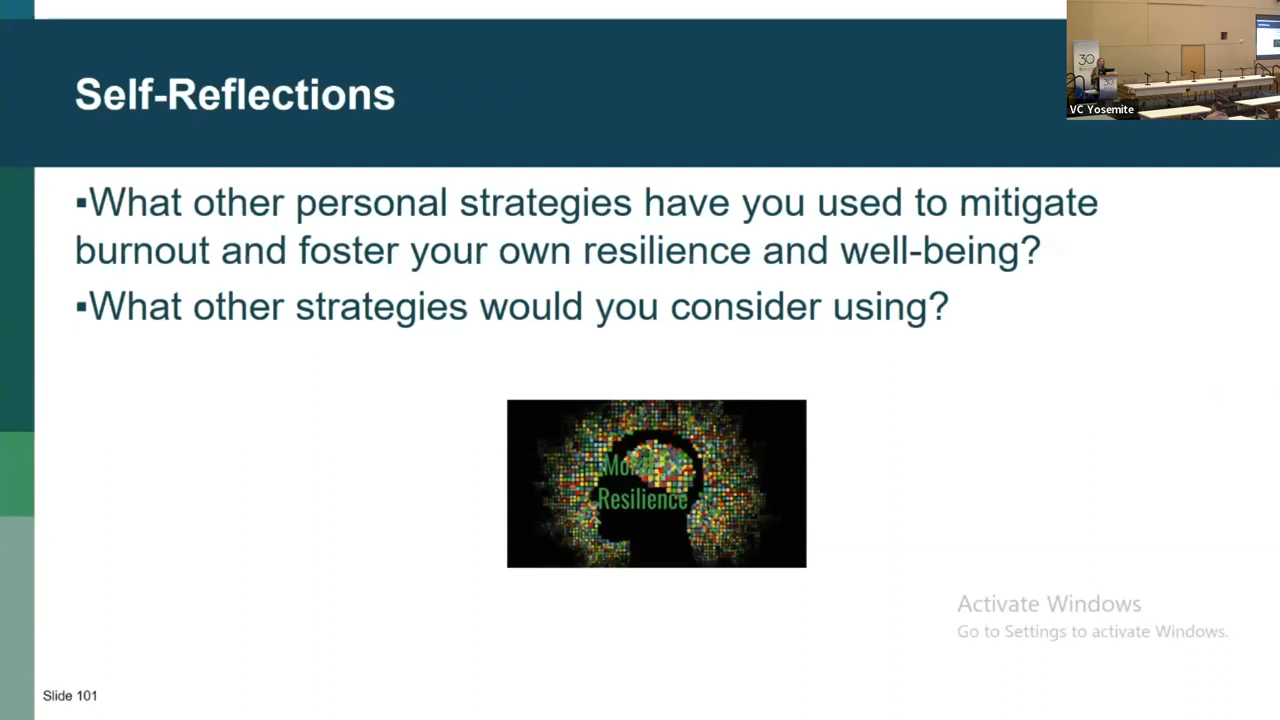 Self-Reflections
30
30
VC Yosemite
▪What other personal strategies have you used to mitigate
burnout and foster your own resilience and well-being?
▪What other strategies would you consider using?
Resilience
Activate Windows
Go to Settings to activate Windows.
Slide 101